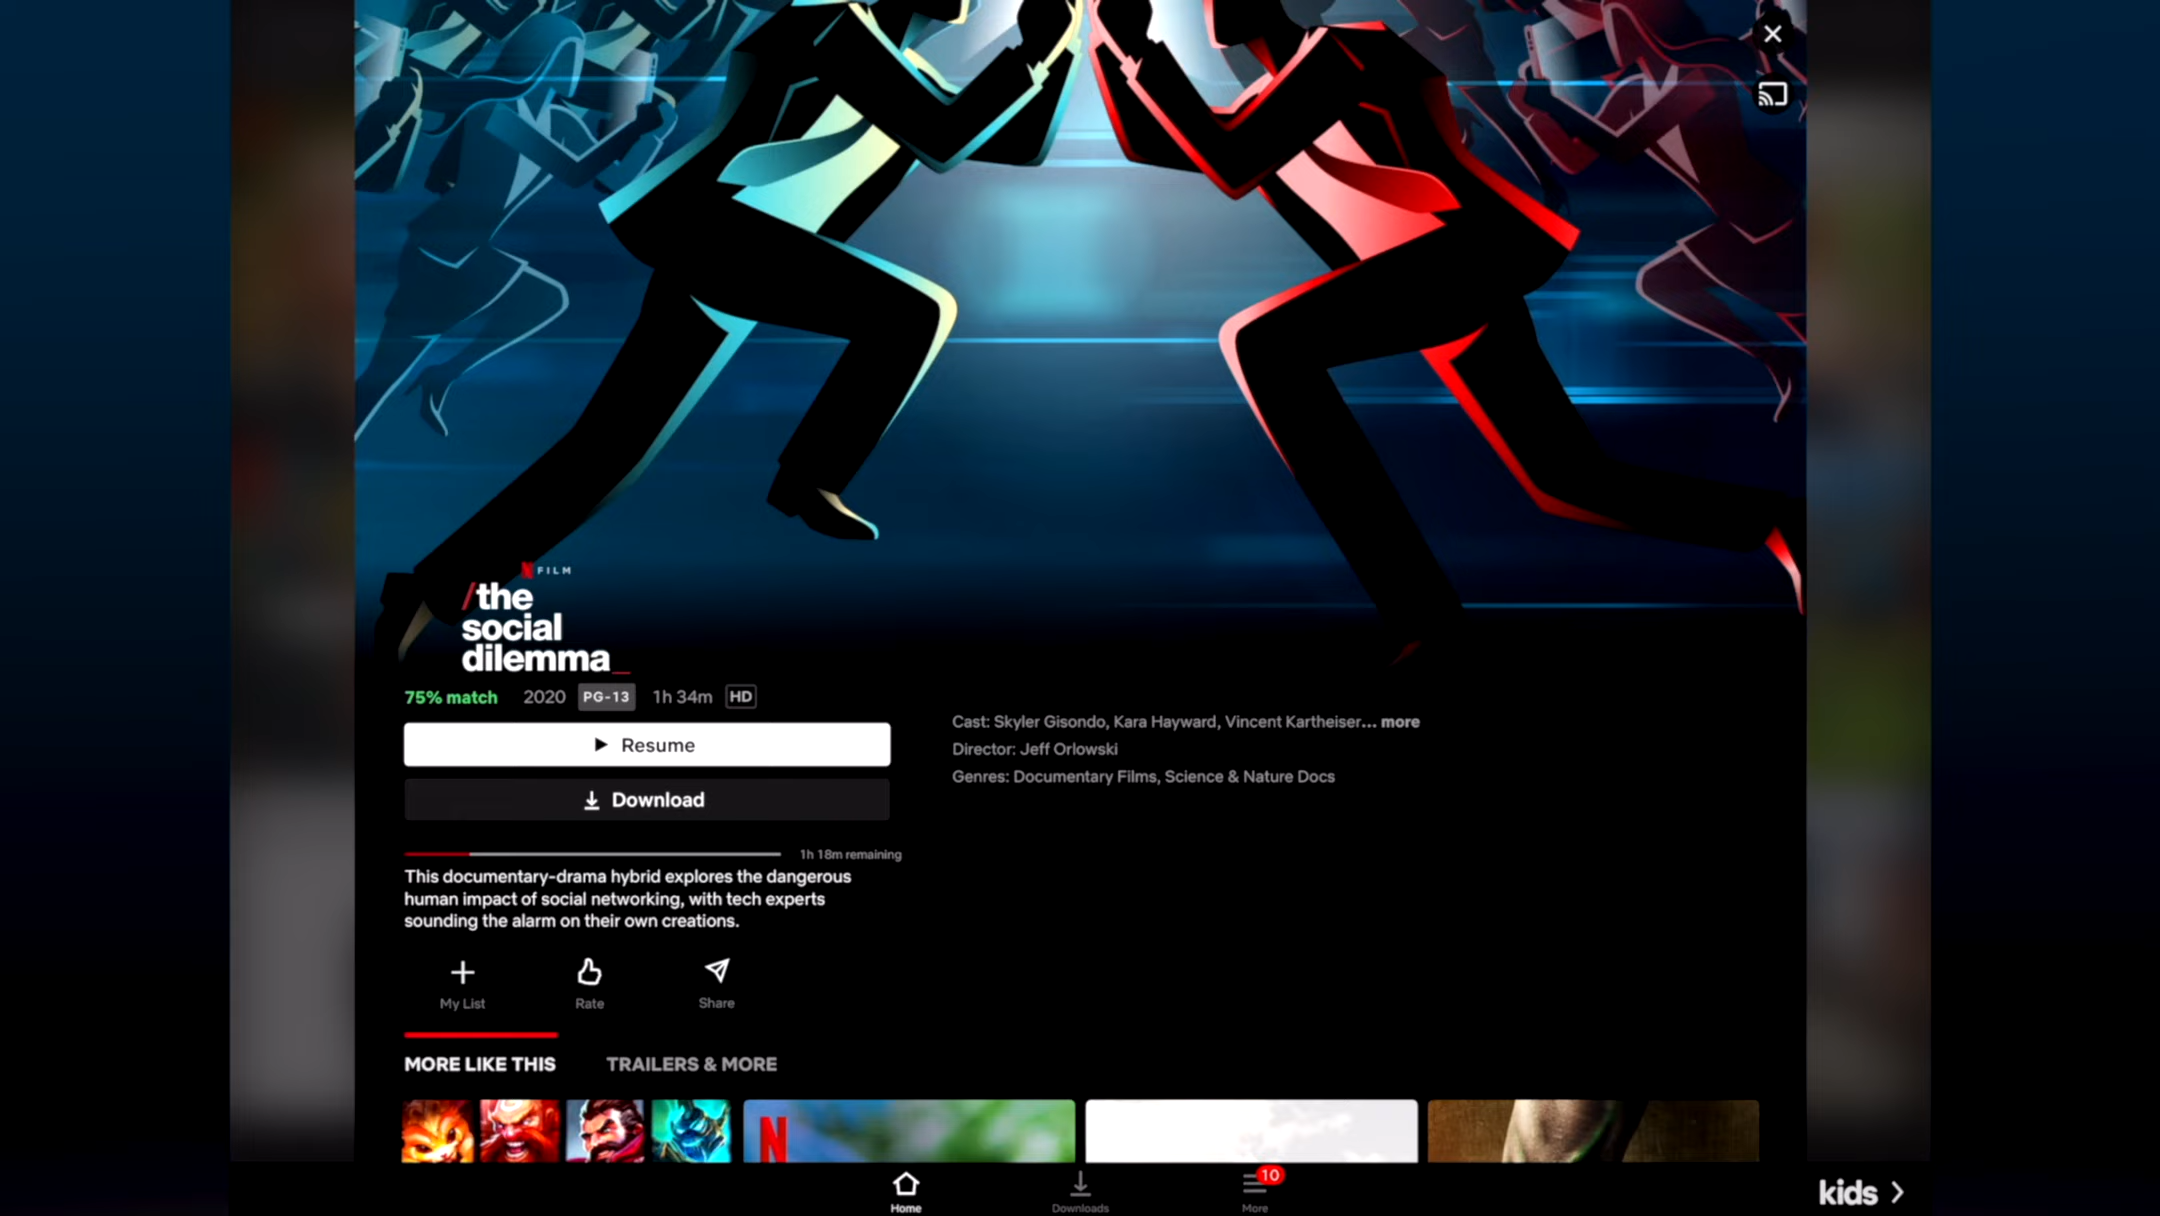 N FILM
/the
social
dilemma_
75% match 2020 PG-13 1h 34m HD
Resume
Download
1h 18m remaining
This documentary-drama hybrid explores the dangerous
human impact of social networking, with tech experts
sounding the alarm on their own creations.
Cast: Skyler Gisondo, Kara Hayward, Vincent Kartheiser... more
Director: Jeff Orlowski
Genres: Documentary Films, Science & Nature Docs
My List Rate Share
MORE LIKE THIS TRAILERS & MORE
N
10
Home Downloads More
kids